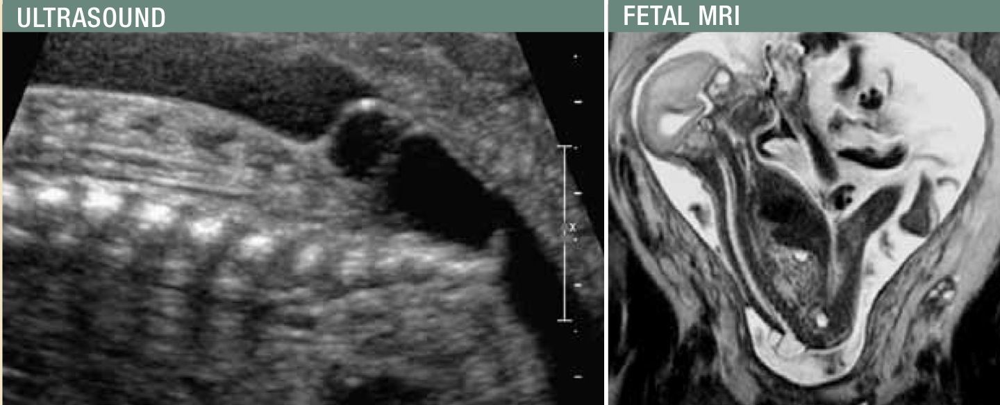 ULTRASOUND
FETAL MRI
X